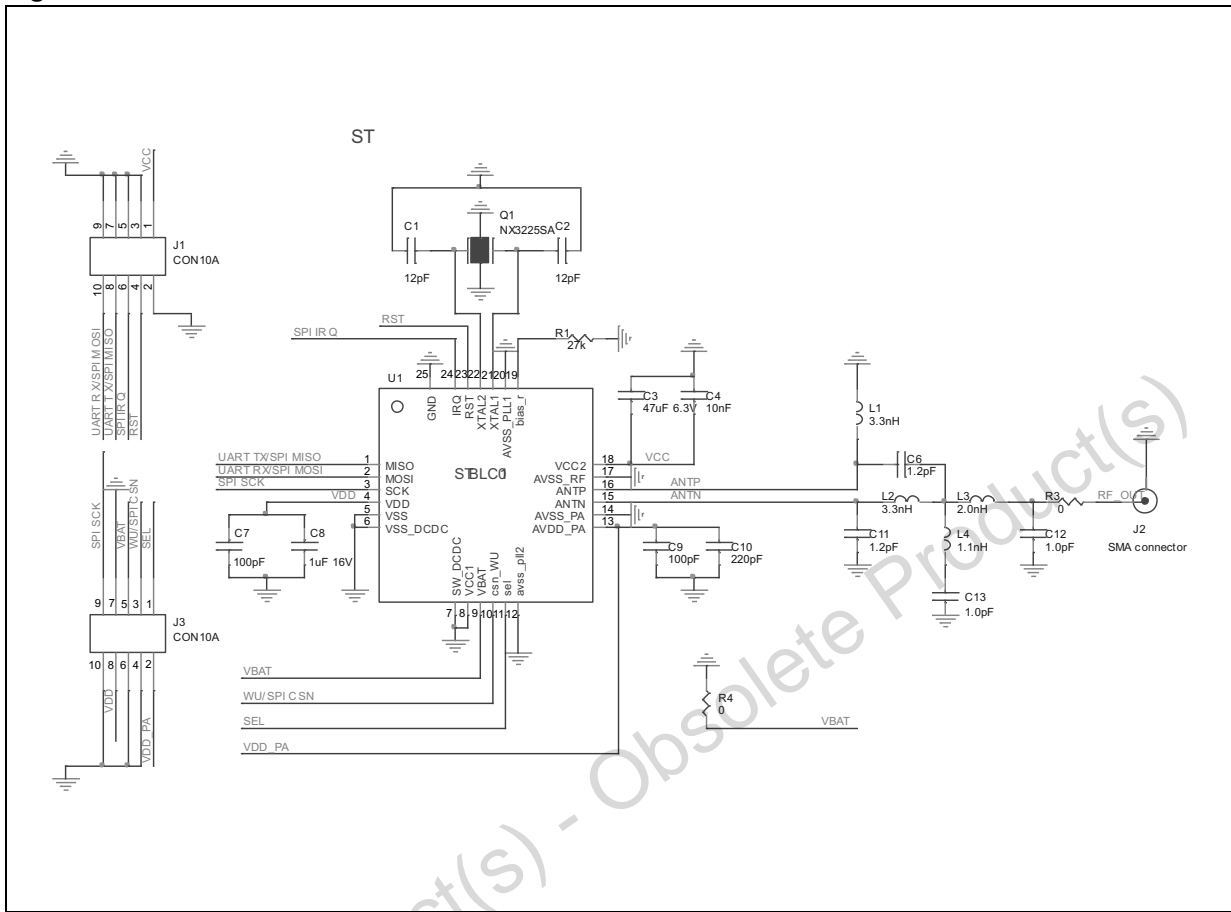 ST
VCC
9 7 5 3 1
J1
CON10A
10 8 6 4 2
UART RX/SPI MOSI
UART TX/SPI MISO
SPI IRQ
RST
C1
12pF
Q1
NX3225SA
C2
12pF
RST
SPI IRQ
R1
27k
U1
25 24 23 22 21 20 19
GND
IRQ
RST
XTAL2
XTAL1
AVSS_PLL1
bias_r
C3
47uF 6.3V
C4
10nF
UART TX/SPI MISO
UART RX/SPI MOSI
SPI SCK
VDD
1 MISO
2 MOSI
3 SCK
4 VDD
5 VSS
6 VSS_DCDC
18 VCC2
17 AVSS_RF
16 ANTP
15 ANTN
14 AVSS_PA
13 AVDD_PA
VCC
ANTP
ANTN
L1
3.3nH
C6
1.2pF
L2
3.3nH
L3
2.0nH
R3
0
RF_OUT
J2
SMA connector
C11
1.2pF
L4
1.1nH
C12
1.0pF
C13
1.0pF
C7
100pF
C8
1uF 16V
C9
100pF
C10
220pF
SW_DCDC
VCC1
VBAT
csn_WU
sel
avss_pll2
7 8 9 10 11 12
SPI SCK
VBAT
WU/SPI CSN
SEL
9 7 5 3 1
J3
CON10A
10 8 6 4 2
VDD
VDD_PA
VBAT
WU/SPI CSN
SEL
VDD_PA
R4
0
VBAT
ct(s) - Obsolete Product(s)